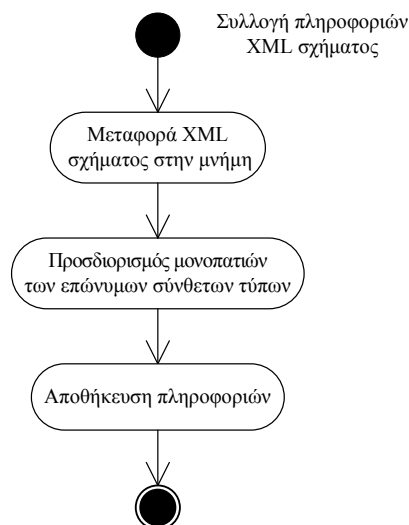 Συλλογή πληροφοριών
XML σχήματος
Μεταφορά XML
σχήματος στην μνήμη
Προσδιορισμός μονοπατιών
των επώνυμων σύνθετων τύπων
Αποθήκευση πληροφοριών